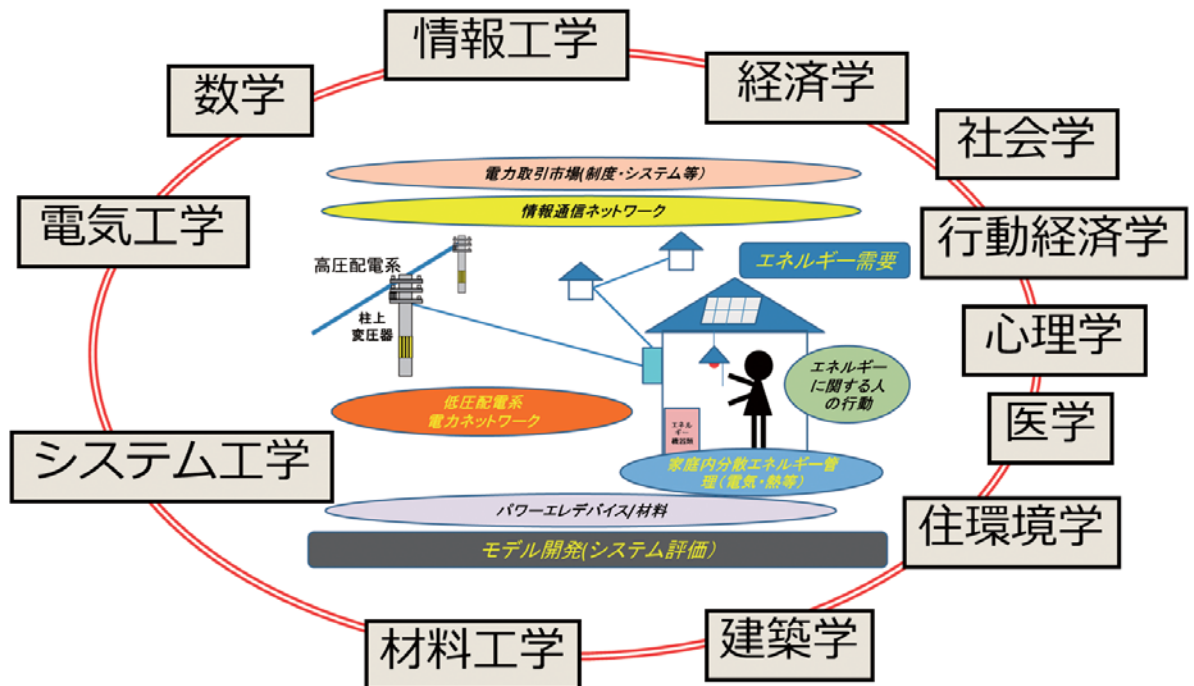 情報工学
数学
経済学
社会学
電力取引市場(制度・システム等)
情報通信ネットワーク
電気工学
行動経済学
高圧配電系
エネルギー需要
柱上
変圧器
心理学
エネルギー
に関する人
の行動
低圧配電系
電力ネットワーク
医学
エネル
ギー
システム工学
家庭内分散エネルギー管
理(電気・熱等)
パワーエレデバイス/材料
住環境学
モデル開発(システム評価)
材料工学
建築学